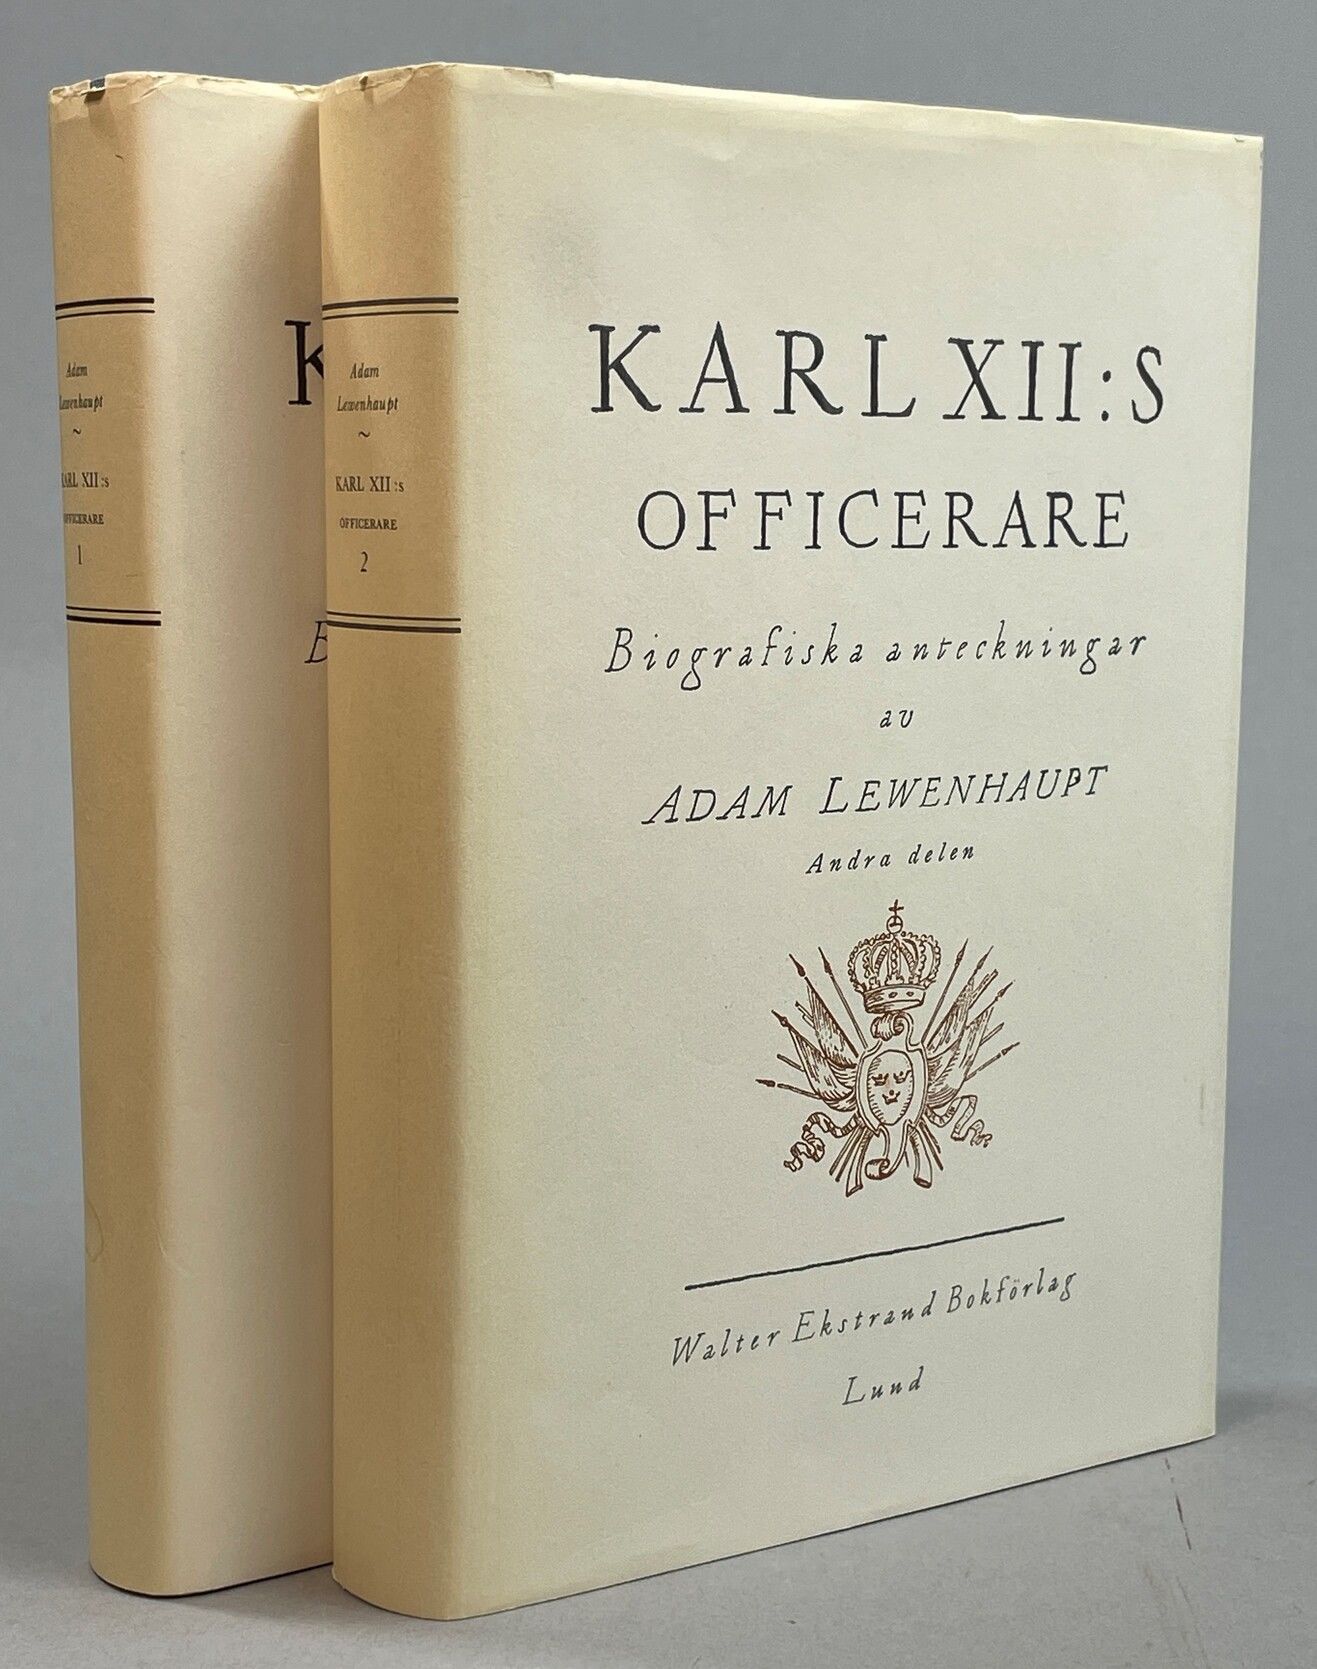 Adam
Lewenhaupt
~
KARL XII:s
OFFICERARE
1
K
B
Adam
Lewenhaupt
~
KARL XII:s
OFFICERARE
2
KARL XII:S
OFFICERARE
Biografiska anteckningar
av
ADAM LEWENHAUPT
Andra delen
Walter Ekstrand Bokförlag
Lund